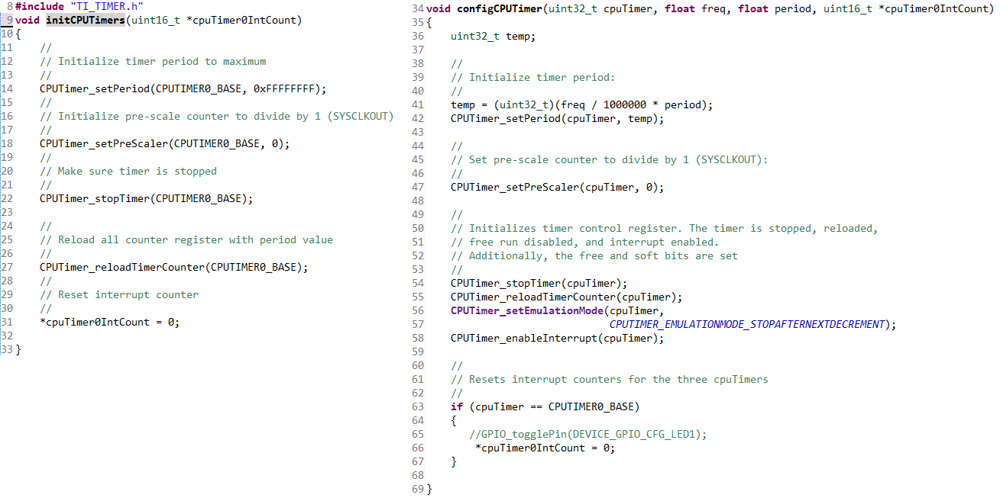 8 #include "TI_TIMER.h"
9 void initCPUTimers(uint16_t *cpuTimer0IntCount)
10 {
11     //
12     // Initialize timer period to maximum
13     //
14     CPUTimer_setPeriod(CPUTIMER0_BASE, 0xFFFFFFFF);
15     //
16     // Initialize pre-scale counter to divide by 1 (SYSCLKOUT)
17     //
18     CPUTimer_setPreScaler(CPUTIMER0_BASE, 0);
19     //
20     // Make sure timer is stopped
21     //
22     CPUTimer_stopTimer(CPUTIMER0_BASE);
23
24     //
25     // Reload all counter register with period value
26     //
27     CPUTimer_reloadTimerCounter(CPUTIMER0_BASE);
28     //
29     // Reset interrupt counter
30     //
31     *cpuTimer0IntCount = 0;
32
33 }
34 void configCPUTimer(uint32_t cpuTimer, float freq, float period, uint16_t *cpuTimer0IntCount)
35 {
36     uint32_t temp;
37
38     //
39     // Initialize timer period:
40     //
41     temp = (uint32_t)(freq / 1000000 * period);
42     CPUTimer_setPeriod(cpuTimer, temp);
43
44     //
45     // Set pre-scale counter to divide by 1 (SYSCLKOUT):
46     //
47     CPUTimer_setPreScaler(cpuTimer, 0);
48
49     //
50     // Initializes timer control register. The timer is stopped, reloaded,
51     // free run disabled, and interrupt enabled.
52     // Additionally, the free and soft bits are set
53     //
54     CPUTimer_stopTimer(cpuTimer);
55     CPUTimer_reloadTimerCounter(cpuTimer);
56     CPUTimer_setEmulationMode(cpuTimer,
57                               CPUTIMER_EMULATIONMODE_STOPAFTERNEXTDECREMENT);
58     CPUTimer_enableInterrupt(cpuTimer);
59
60     //
61     // Resets interrupt counters for the three cpuTimers
62     //
63     if (cpuTimer == CPUTIMER0_BASE)
64     {
65        //GPIO_togglePin(DEVICE_GPIO_CFG_LED1);
66         *cpuTimer0IntCount = 0;
67     }
68
69 }